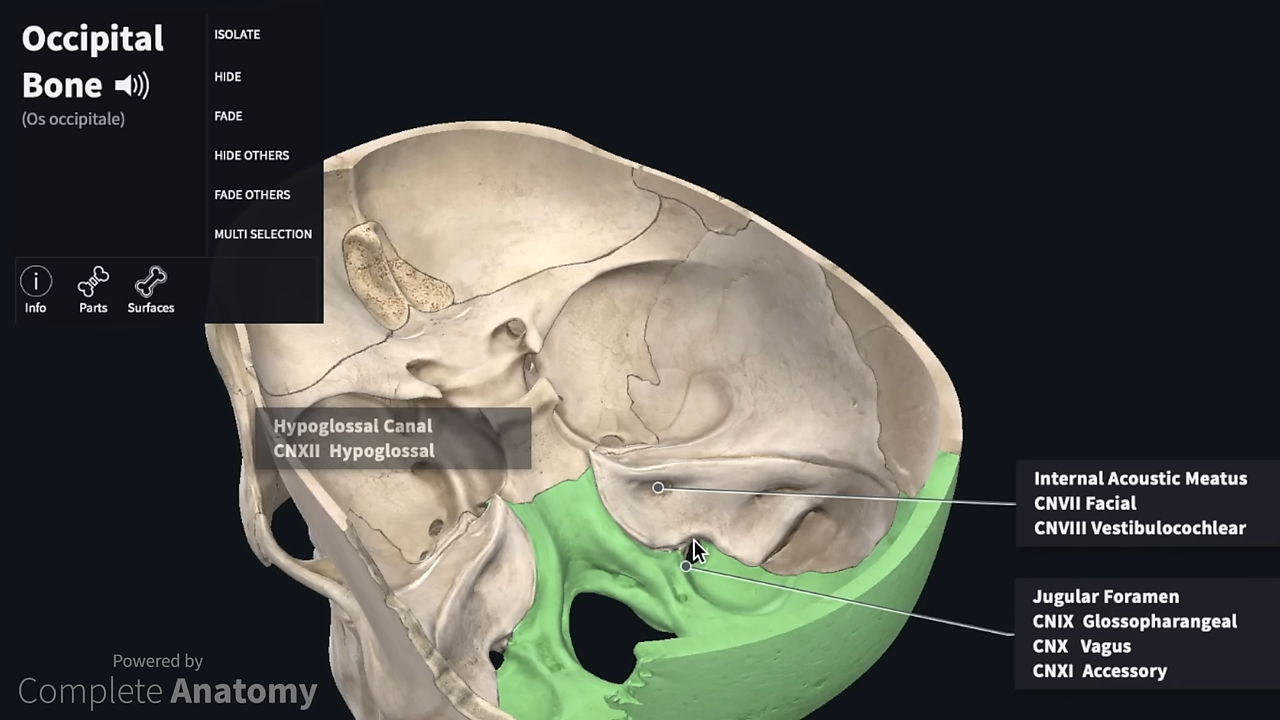 Occipital
Bone
(Os occipitale)
ISOLATE
HIDE
FADE
HIDE OTHERS
FADE OTHERS
MULTI SELECTION
Info
Parts
Surfaces
Hypoglossal Canal
CNXII Hypoglossal
Internal Acoustic Meatus
CNVII Facial
CNVIII Vestibulocochlear
Jugular Foramen
CNIX Glossopharangeal
CNX Vagus
CNXI Accessory
Powered by
Complete Anatomy